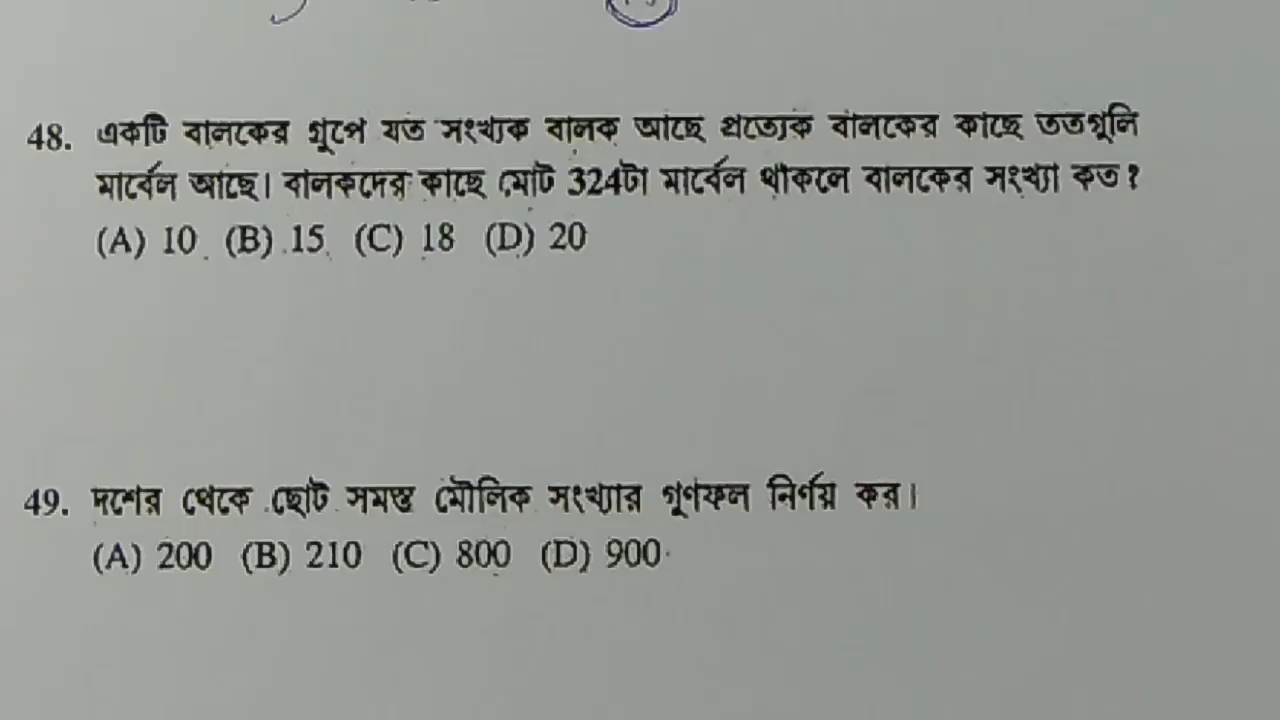 48. একটি বালকের গ্রুপে যত সংখ্যক বালক আছে প্রত্যেক বালকের কাছে ততগুলি
মার্বেল আছে। বালকদের কাছে মোট 324টা মার্বেল থাকলে বালকের সংখ্যা কত?
(A) 10 (B) 15 (C) 18 (D) 20
49. দশের থেকে ছোট সমস্ত মৌলিক সংখ্যার গুণফল নির্ণয় কর।
(A) 200 (B) 210 (C) 800 (D) 900